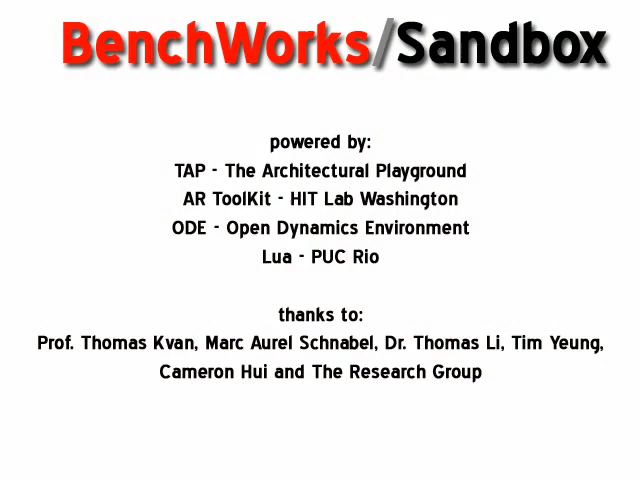 BenchWorks/Sandbox
powered by:
TAP - The Architectural Playground
AR ToolKit - HIT Lab Washington
ODE - Open Dynamics Environment
Lua - PUC Rio
thanks to:
Prof. Thomas Kvan, Marc Aurel Schnabel, Dr. Thomas Li, Tim Yeung,
Cameron Hui and The Research Group